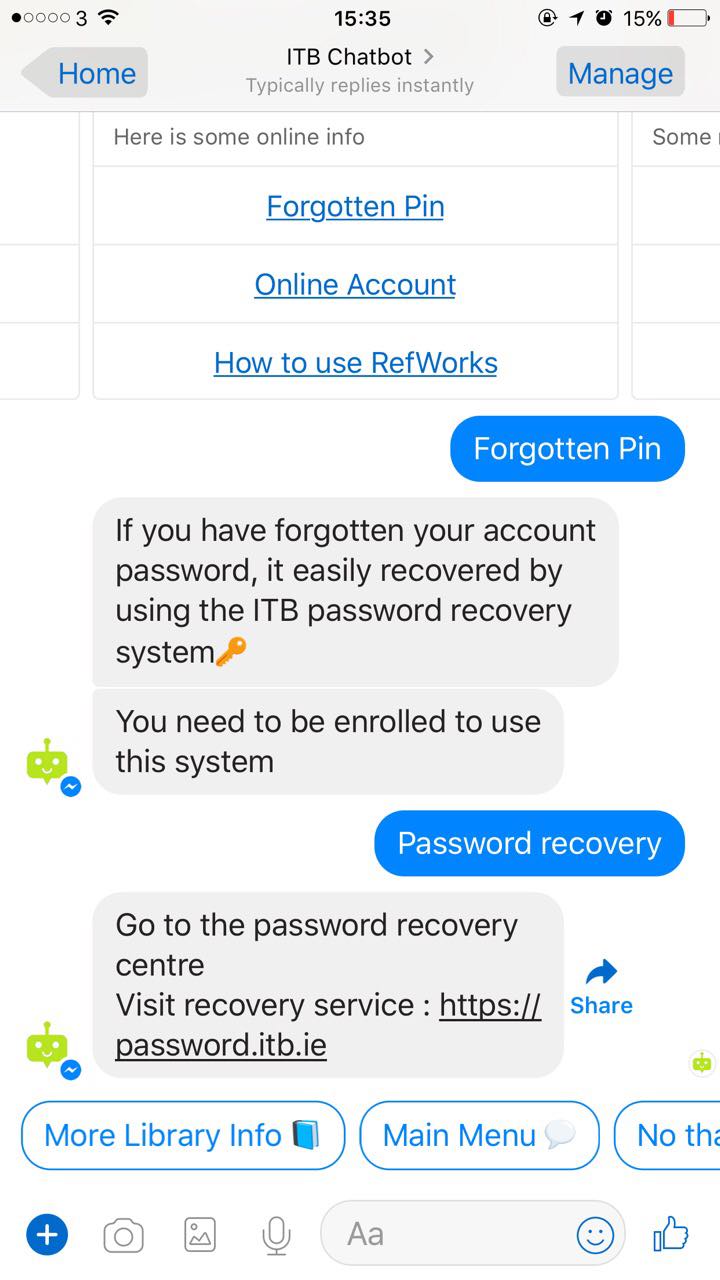 3 15:35 15%
Home ITB Chatbot Manage
Typically replies instantly
Here is some online info Some
Forgotten Pin
Online Account
How to use RefWorks
Forgotten Pin
If you have forgotten your account
password, it easily recovered by
using the ITB password recovery
system🔑
You need to be enrolled to use
this system
Password recovery
Go to the password recovery
centre
Visit recovery service : https://
password.itb.ie
Share
More Library Info 📘 Main Menu 💬 No tha
Aa